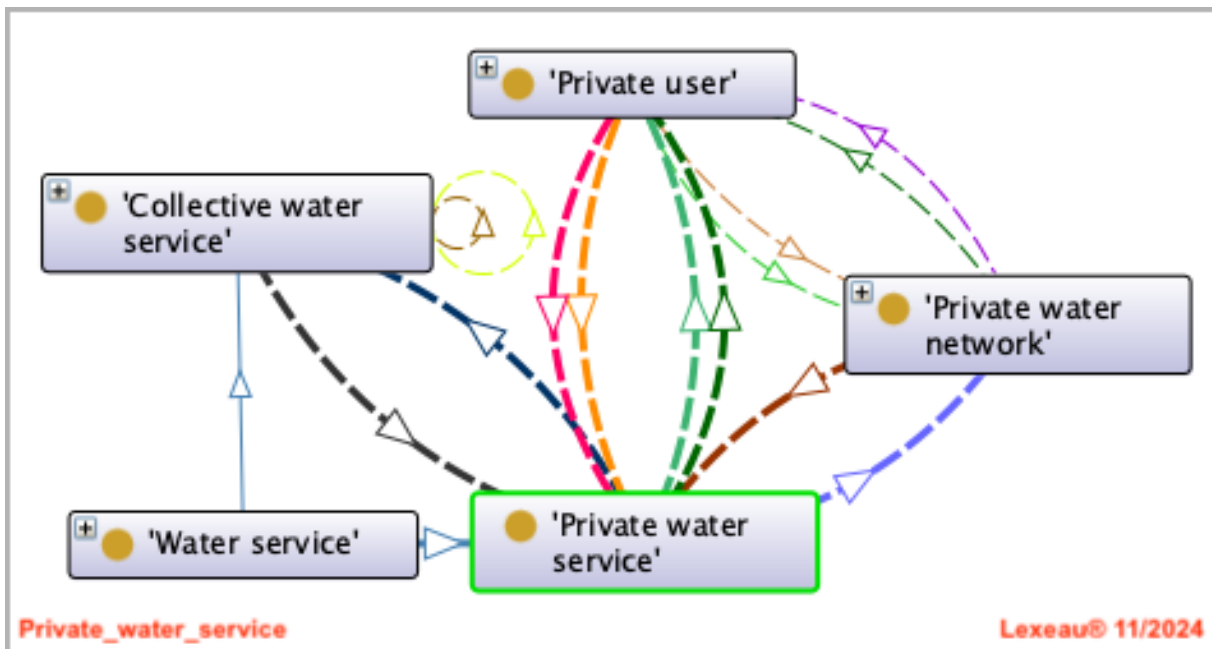 'Private user'
'Collective water
service'
'Private water
network'
'Water service'
'Private water
service'
Private_water_service
Lexeau® 11/2024